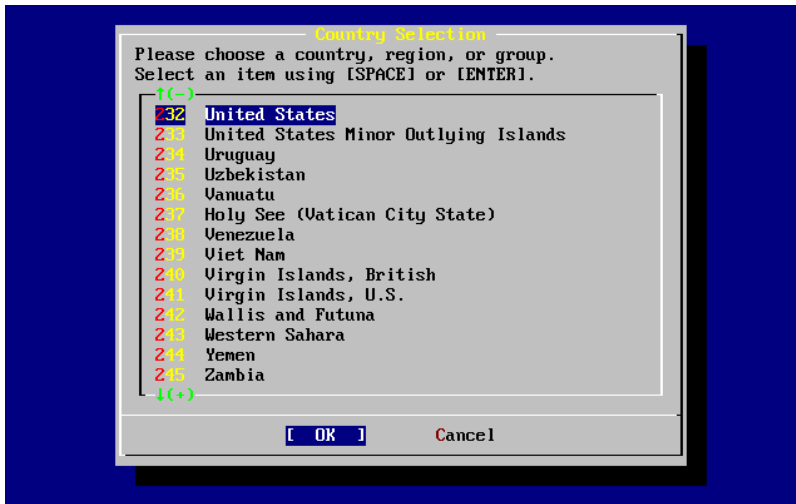 Country Selection
Please choose a country, region, or group.
Select an item using [SPACE] or [ENTER].
↑(-)
232 United States
233 United States Minor Outlying Islands
234 Uruguay
235 Uzbekistan
236 Vanuatu
237 Holy See (Vatican City State)
238 Venezuela
239 Viet Nam
240 Virgin Islands, British
241 Virgin Islands, U.S.
242 Wallis and Futuna
243 Western Sahara
244 Yemen
245 Zambia
↓(+)
[ OK ] Cancel